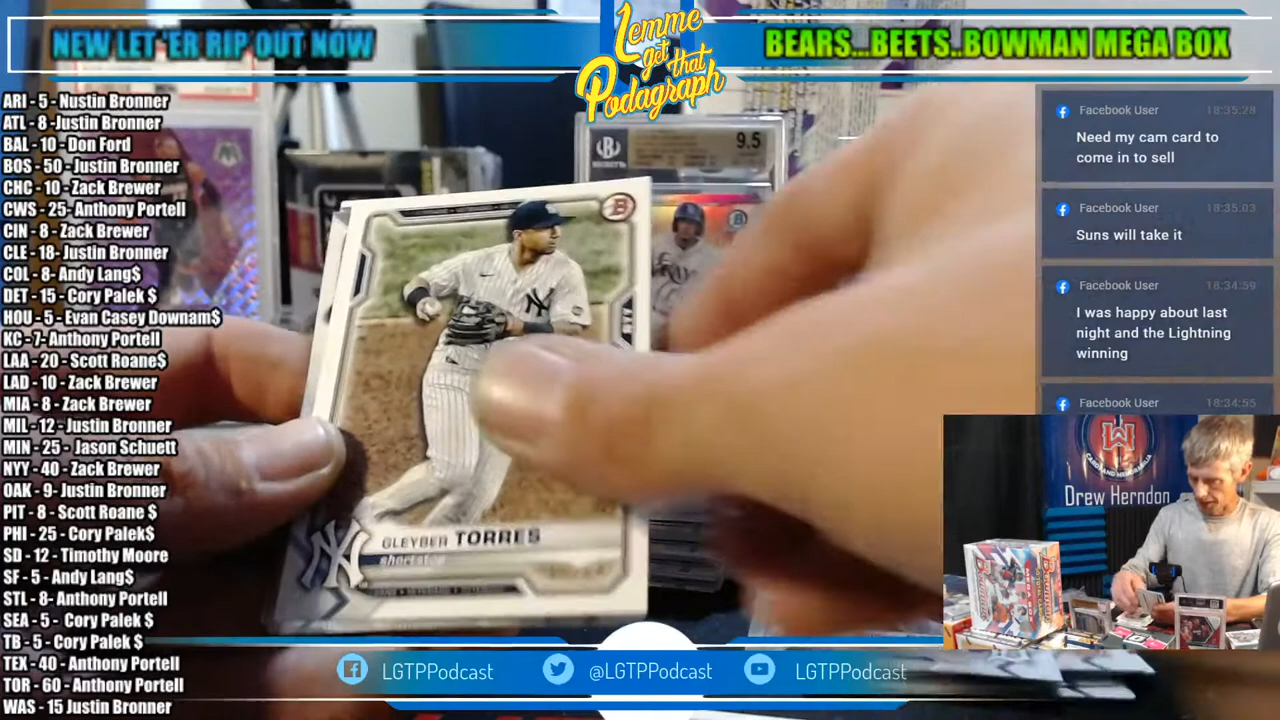 NEW LET 'ER RIP OUT NOW
Lemme
get
that
Podagraph
BEARS...BEETS..BOWMAN MEGA BOX
ARI - 5 - Nustin Bronner
ATL - 8 -Justin Bronner
BAL - 10 - Don Ford
BOS - 50 - Justin Bronner
CHC - 10 - Zack Brewer
CWS - 25- Anthony Portell
CIN - 8 - Zack Brewer
CLE - 18- Justin Bronner
COL - 8- Andy Lang$
DET - 15 - Cory Palek $
HOU - 5 - Evan Casey Downam$
KC - 7- Anthony Portell
LAA - 20 - Scott Roane$
LAD - 10 - Zack Brewer
MIA - 8 - Zack Brewer
MIL - 12 - Justin Bronner
MIN - 25 - Jason Schuett
NYY - 40 - Zack Brewer
OAK - 9- Justin Bronner
PIT - 8 - Scott Roane $
PHI - 25 - Cory Palek$
SD - 12 - Timothy Moore
SF - 5 - Andy Lang$
STL - 8- Anthony Portell
SEA - 5 - Cory Palek $
TB - 5 - Cory Palek $
TEX - 40 - Anthony Portell
TOR - 60 - Anthony Portell
WAS - 15 Justin Bronner
9.5
B
NY
NY
GLEYBER TORRES
shortstop
Facebook User 18:35:28
Need my cam card to
come in to sell
Facebook User 18:35:03
Suns will take it
Facebook User 18:34:59
I was happy about last
night and the Lightning
winning
Facebook User 18:34:55
Drew Herndon
Bowman
LGTPPodcast
@LGTPPodcast
LGTPPodcast